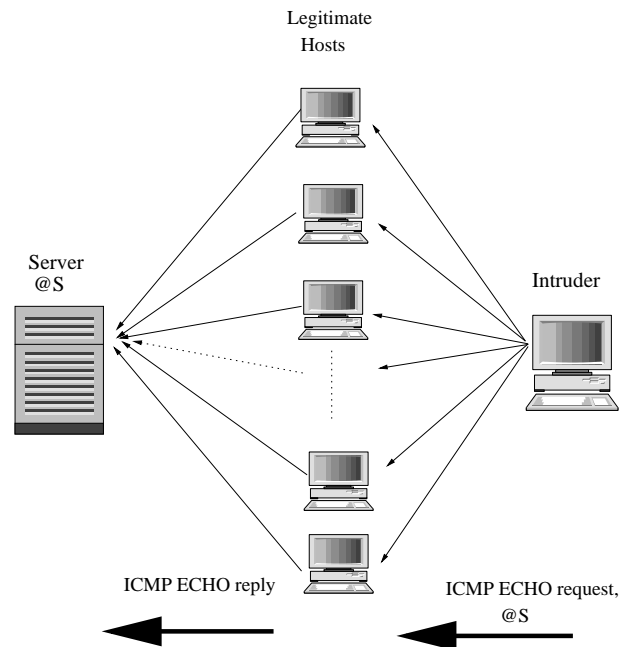 Legitimate
Hosts
Server
@S
Intruder
ICMP ECHO reply
ICMP ECHO request,
@S